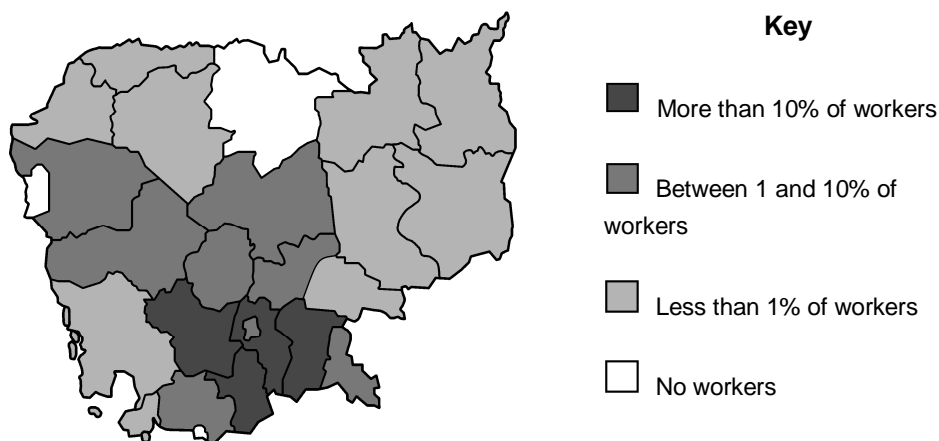 Key
More than 10% of workers
Between 1 and 10% of
workers
Less than 1% of workers
No workers